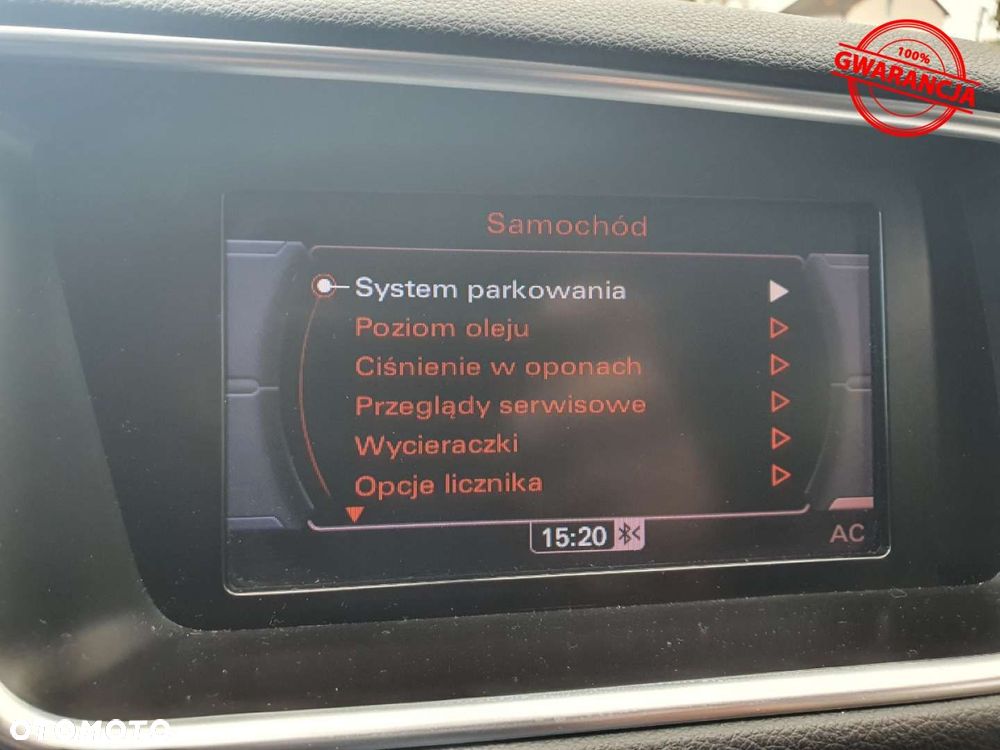 100%
GWARANCJA
Samochód
System parkowania
Poziom oleju
Ciśnienie w oponach
Przeglądy serwisowe
Wycieraczki
Opcje licznika
15:20
AC
OTOMOTO